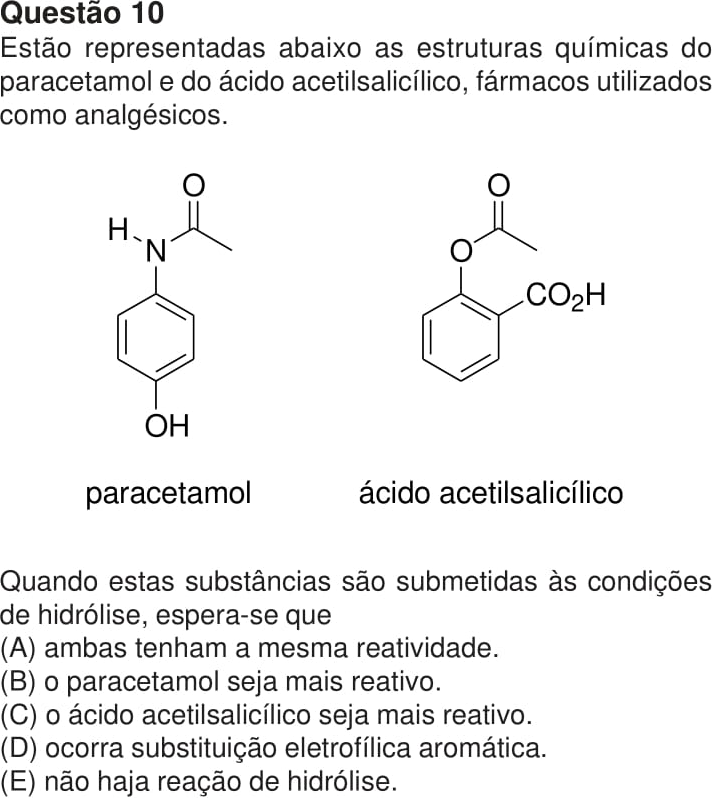 Questão 10
Estão representadas abaixo as estruturas químicas do
paracetamol e do ácido acetilsalicílico, fármacos utilizados
como analgésicos.
O
H
N
OH
O
O
CO₂H
paracetamol
ácido acetilsalicílico
Quando estas substâncias são submetidas às condições
de hidrólise, espera-se que
(A) ambas tenham a mesma reatividade.
(B) o paracetamol seja mais reativo.
(C) o ácido acetilsalicílico seja mais reativo.
(D) ocorra substituição eletrofílica aromática.
(E) não haja reação de hidrólise.